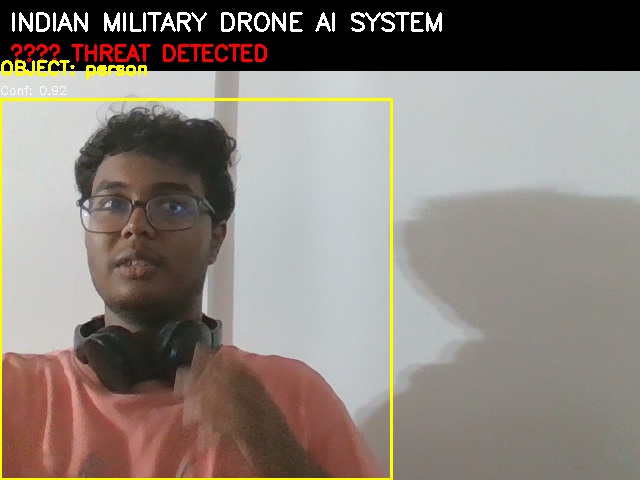 INDIAN MILITARY DRONE AI SYSTEM
???? THREAT DETECTED
OBJECT: person
Conf: 0.92